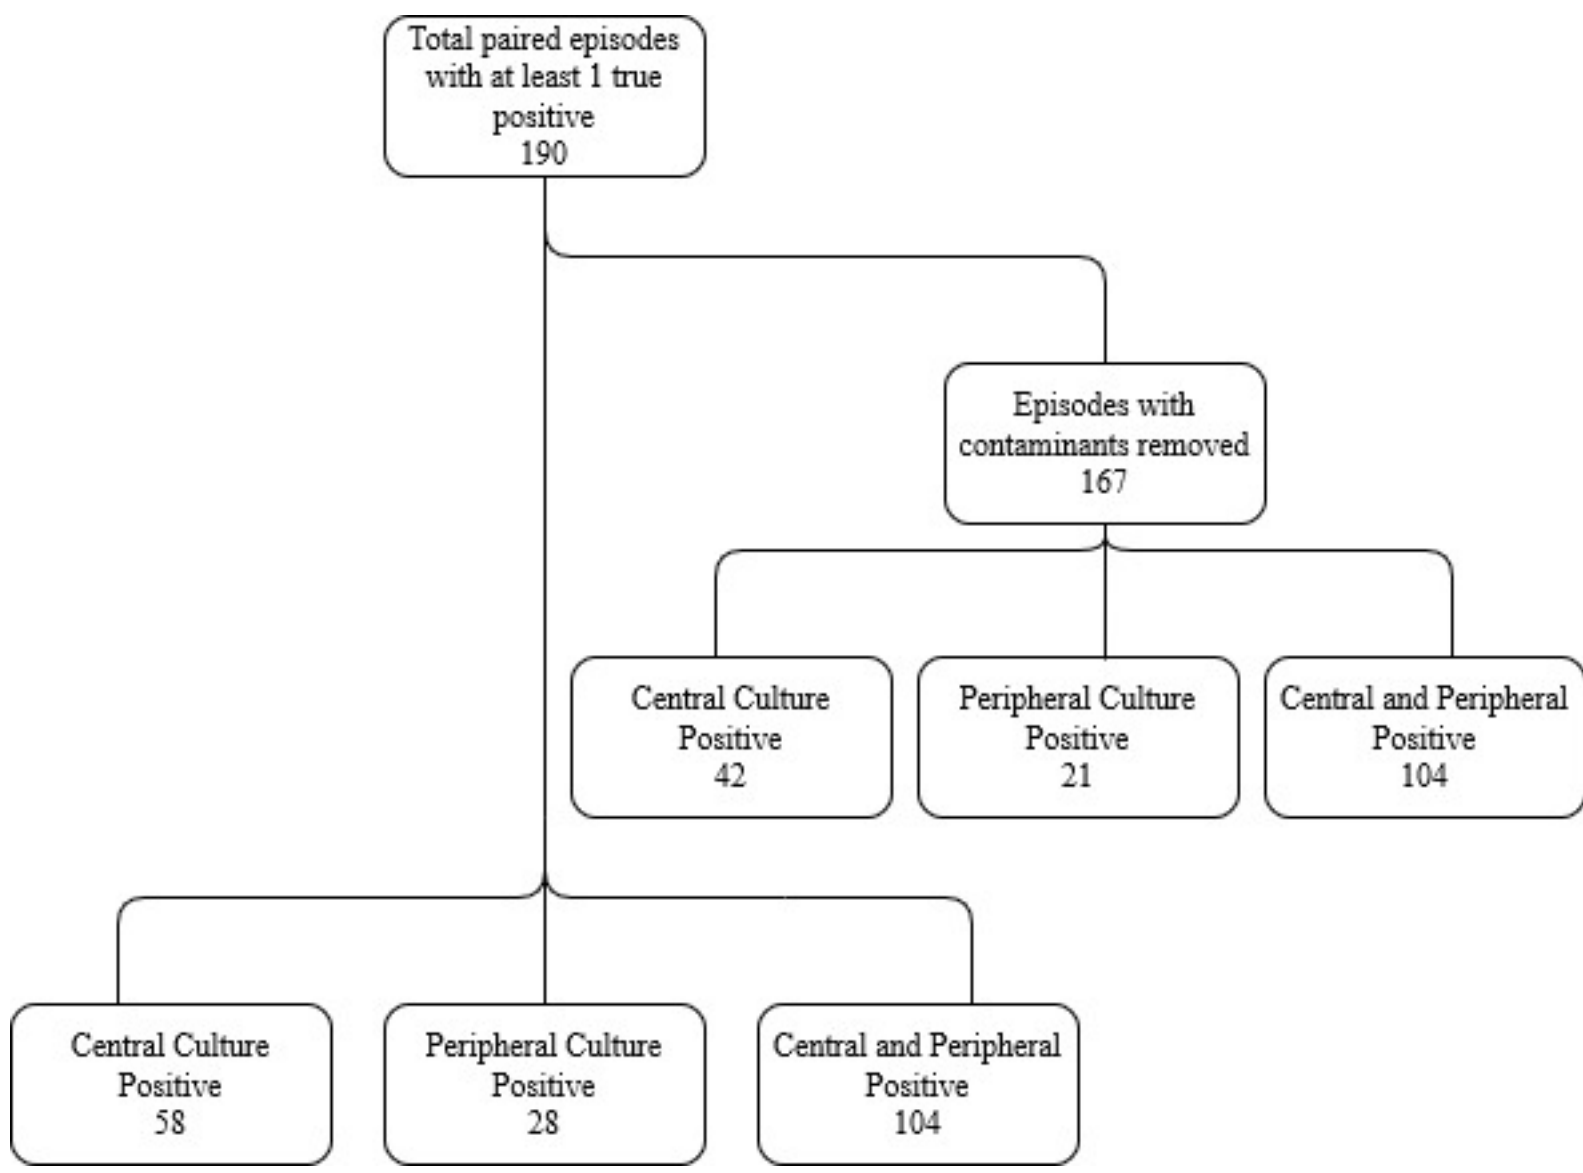 Total paired episodes
with at least 1 true
positive
190
Episodes with
contaminants removed
167
Central Culture
Positive
42
Peripheral Culture
Positive
21
Central and Peripheral
Positive
104
Central Culture
Positive
58
Peripheral Culture
Positive
28
Central and Peripheral
Positive
104